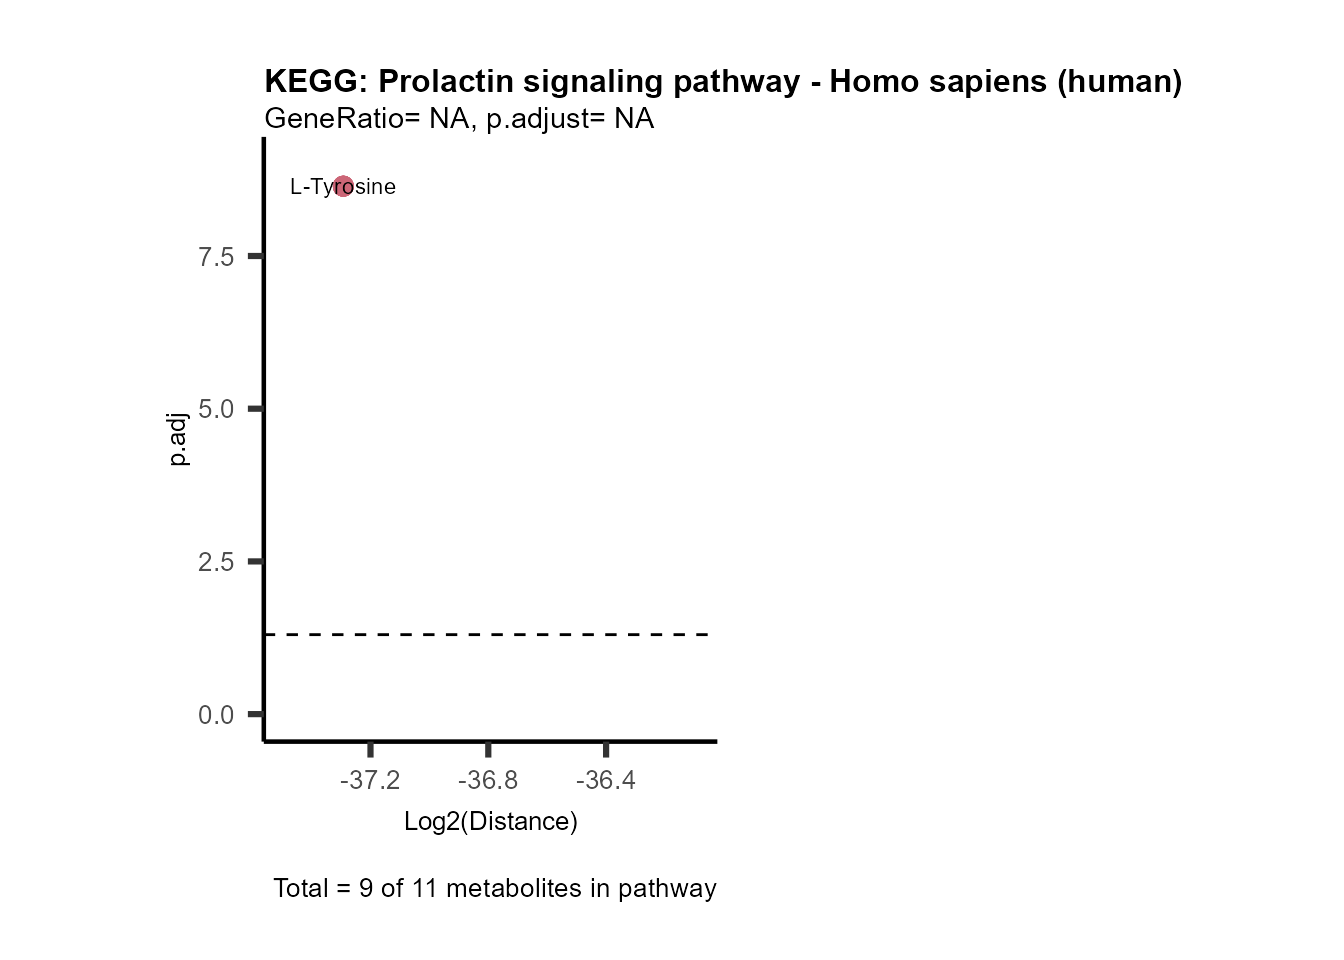 KEGG: Prolactin signaling pathway - Homo sapiens (human)
GeneRatio= NA, p.adjust= NA
L-Tyrosine
7.5
5.0
p.adj
2.5
0.0
-37.2 -36.8 -36.4
Log2(Distance)
Total = 9 of 11 metabolites in pathway